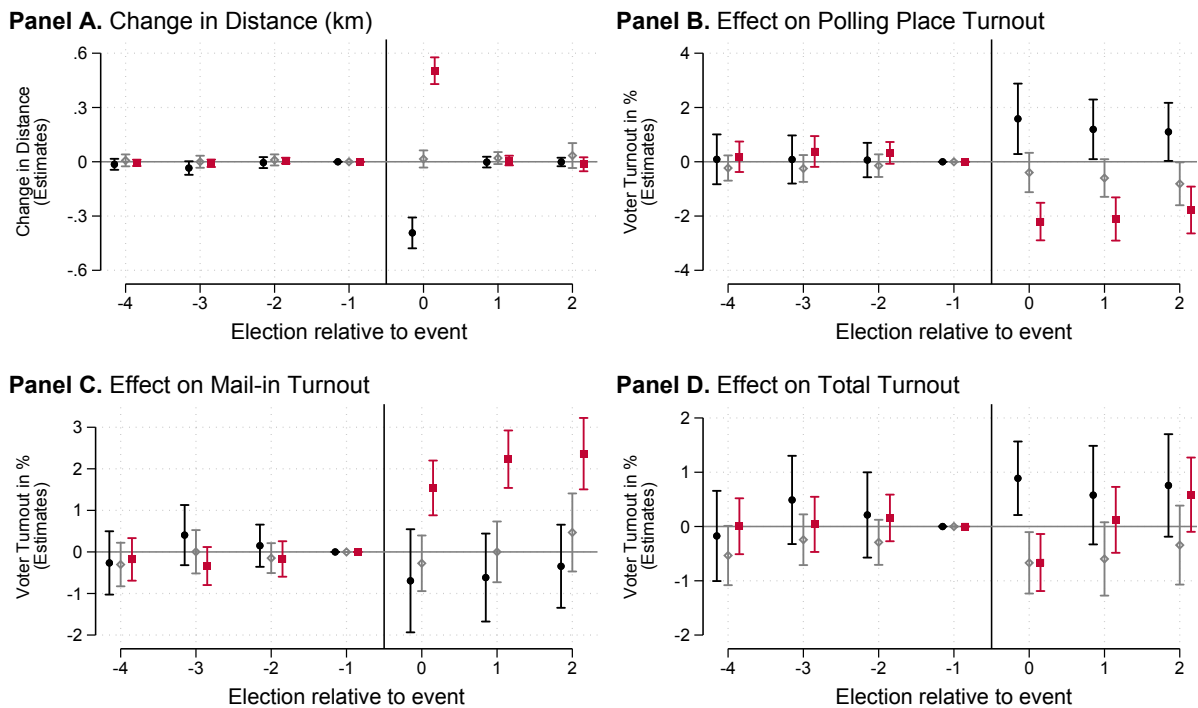 Panel A. Change in Distance (km)
Change in Distance
(Estimates)
.6
.3
0
-.3
-.6
-4 -3 -2 -1 0 1 2
Election relative to event
Panel B. Effect on Polling Place Turnout
Voter Turnout in %
(Estimates)
4
2
0
-2
-4
-4 -3 -2 -1 0 1 2
Election relative to event
Panel C. Effect on Mail-in Turnout
Voter Turnout in %
(Estimates)
3
2
1
0
-1
-2
-4 -3 -2 -1 0 1 2
Election relative to event
Panel D. Effect on Total Turnout
Voter Turnout in %
(Estimates)
2
1
0
-1
-2
-4 -3 -2 -1 0 1 2
Election relative to event